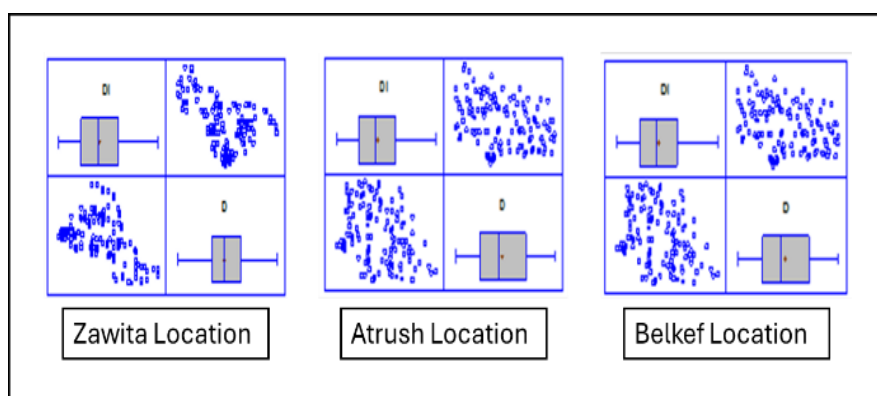 DI
D
Zawita Location
DI
D
Atrush Location
DI
D
Belkef Location